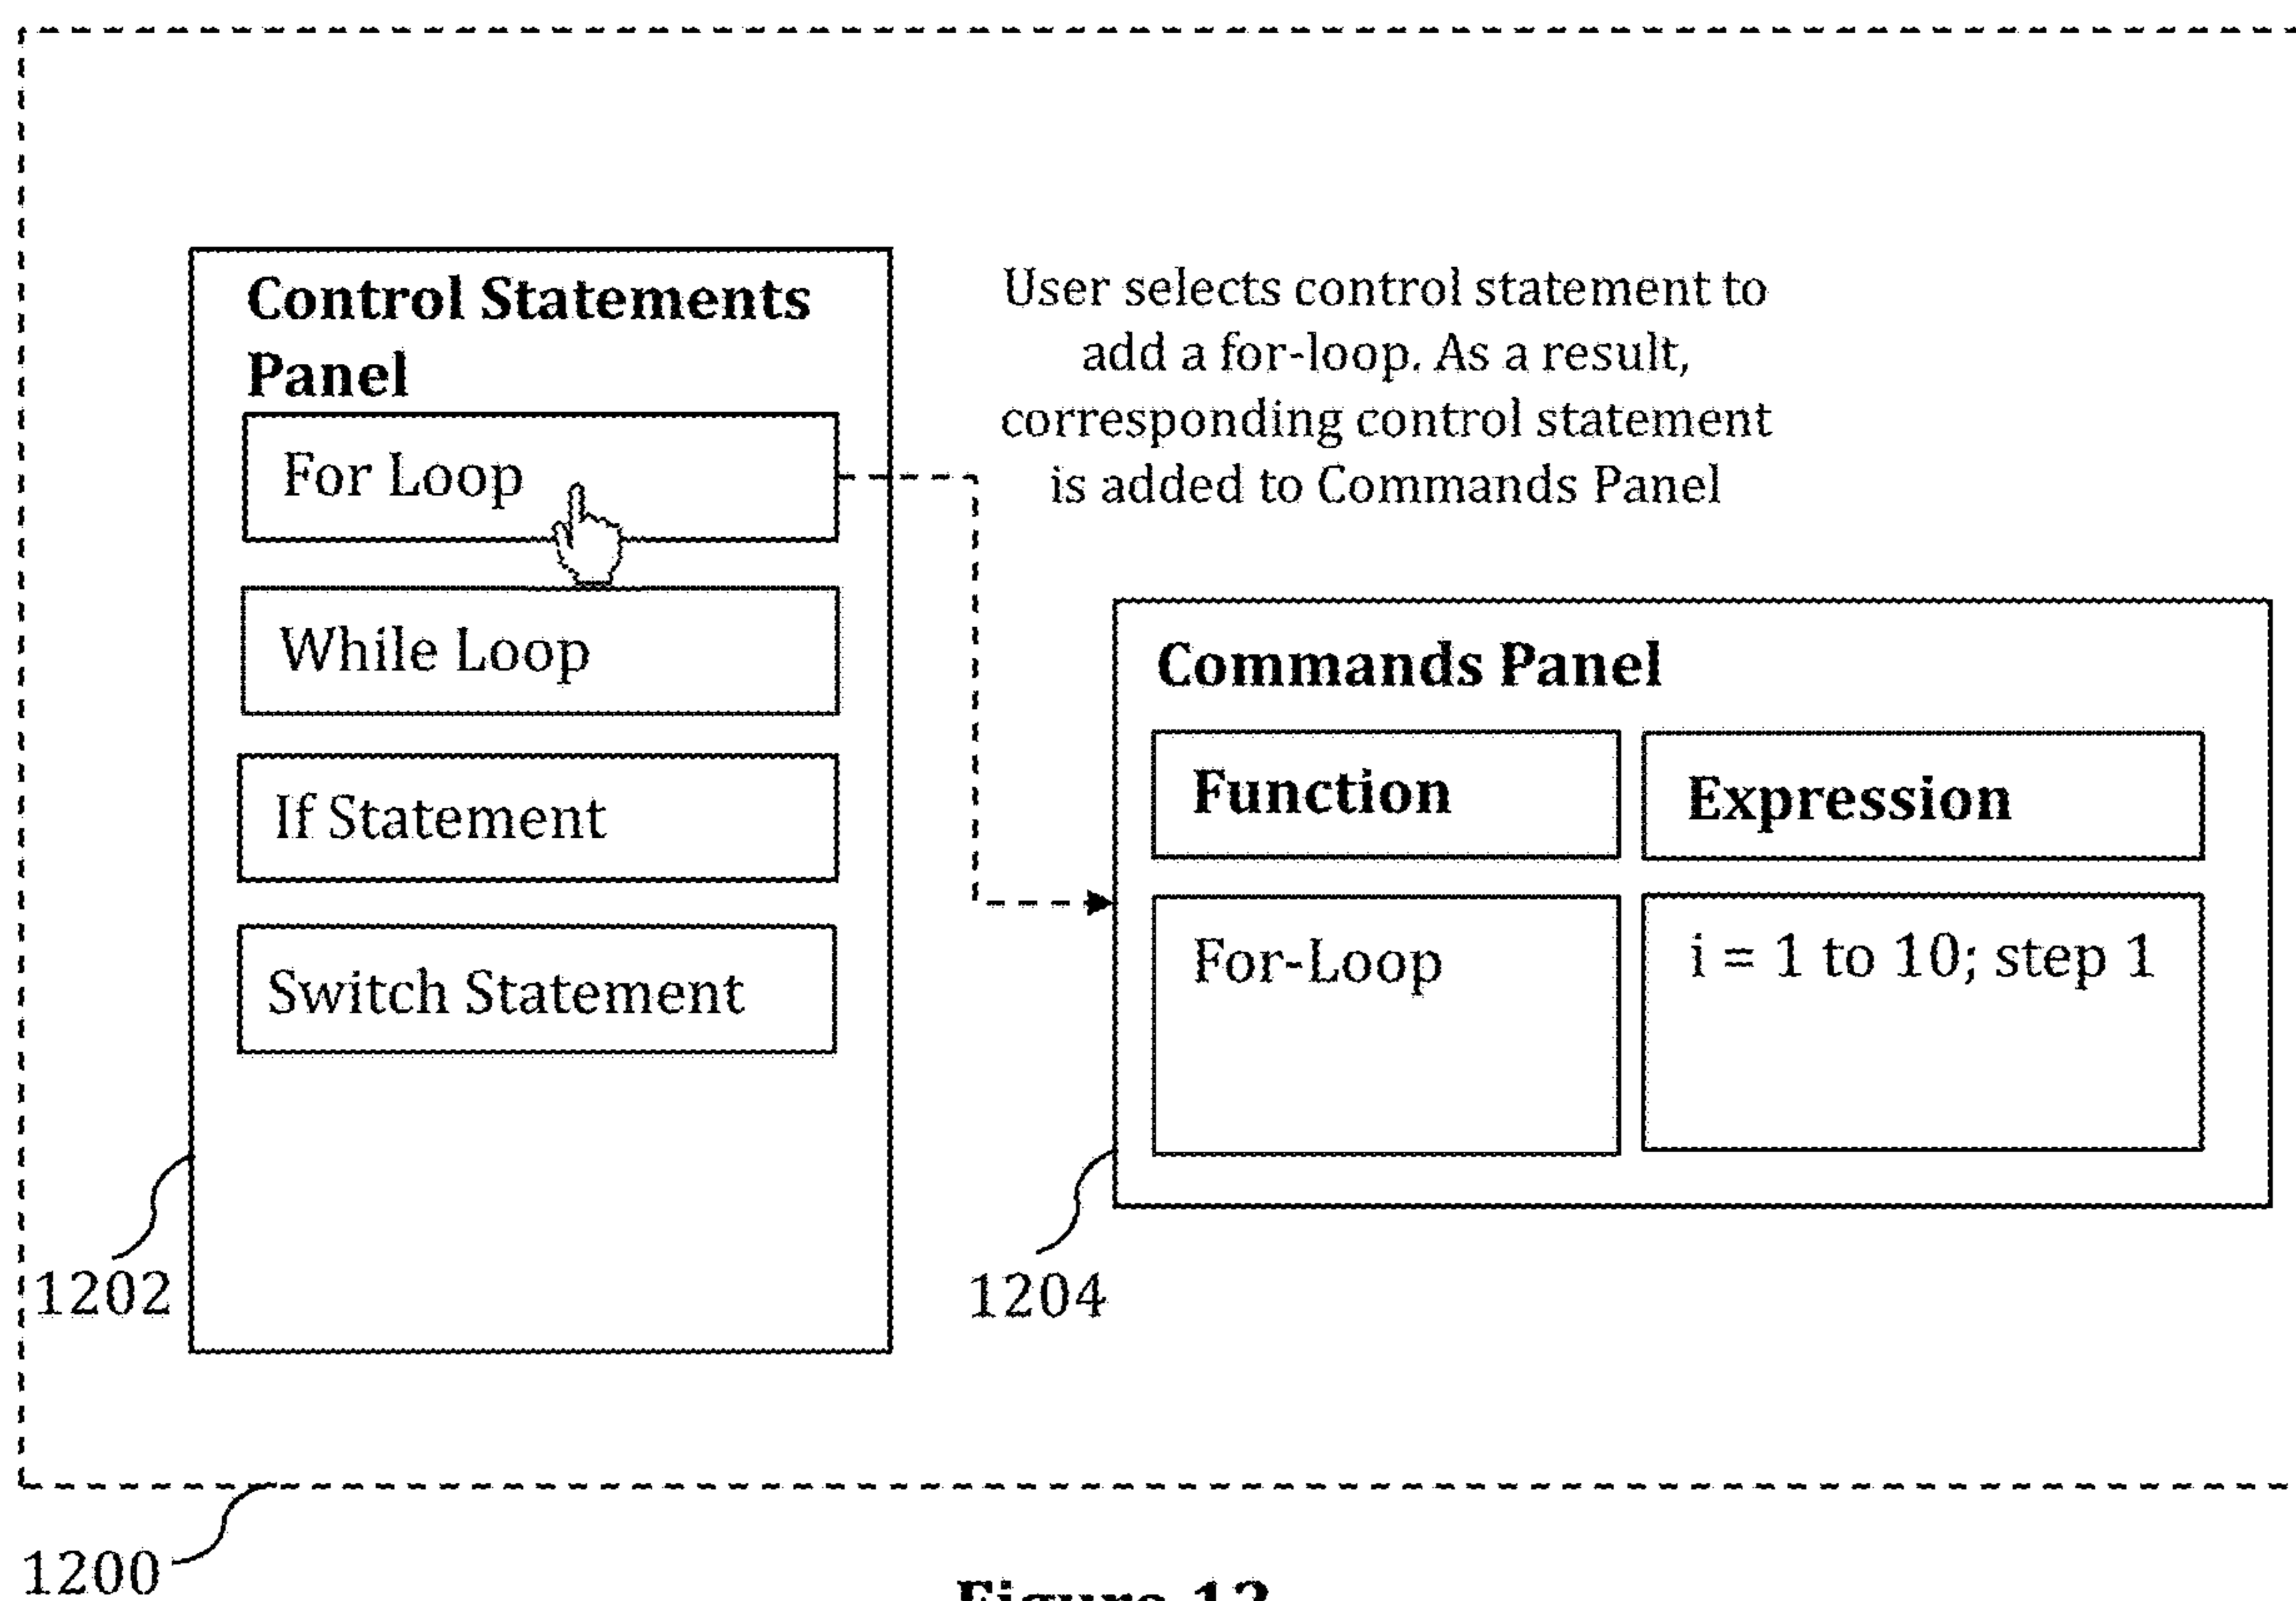 Control Statements
Panel
For Loop
While Loop
If Statement
Switch Statement
User selects control statement to
add a for-loop. As a result,
corresponding control statement
is added to Commands Panel
Commands Panel
Function
Expression
For-Loop
i = 1 to 10; step 1
1202
1204
1200
Figure 12